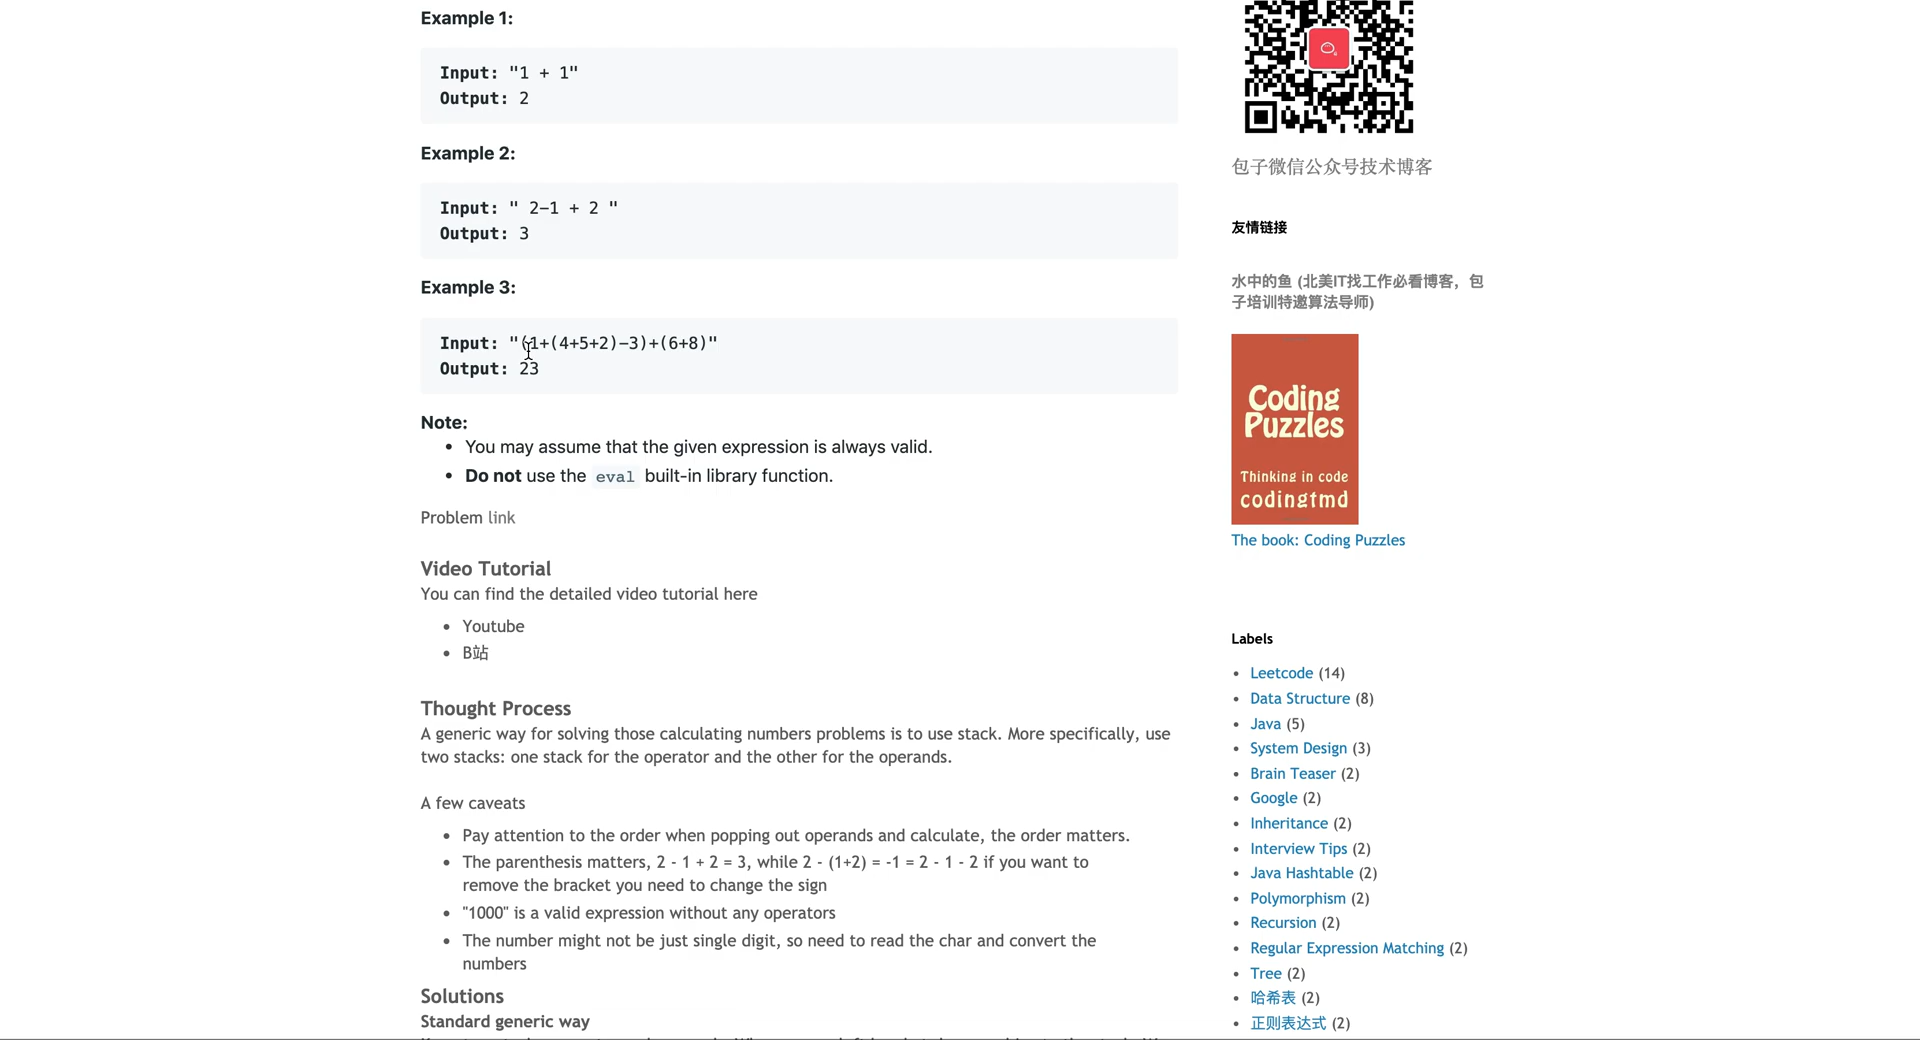 Example 1:
Input: "1 + 1"
Output: 2
Example 2:
Input: " 2-1 + 2 "
Output: 3
Example 3:
Input: "(1+(4+5+2)-3)+(6+8)"
Output: 23
Note:
• You may assume that the given expression is always valid.
• Do not use the eval built-in library function.
Problem link
Video Tutorial
You can find the detailed video tutorial here
• Youtube
• B站
Thought Process
A generic way for solving those calculating numbers problems is to use stack. More specifically, use
two stacks: one stack for the operator and the other for the operands.
A few caveats
• Pay attention to the order when popping out operands and calculate, the order matters.
• The parenthesis matters, 2 - 1 + 2 = 3, while 2 - (1+2) = -1 = 2 - 1 - 2 if you want to
remove the bracket you need to change the sign
• "1000" is a valid expression without any operators
• The number might not be just single digit, so need to read the char and convert the
numbers
Solutions
Standard generic way
包子微信公众号技术博客
友情链接
水中的鱼 (北美IT找工作必看博客，包
子培训特邀算法导师)
Coding
Puzzles
Thinking in code
codingtmd
The book: Coding Puzzles
Labels
• Leetcode (14)
• Data Structure (8)
• Java (5)
• System Design (3)
• Brain Teaser (2)
• Google (2)
• Inheritance (2)
• Interview Tips (2)
• Java Hashtable (2)
• Polymorphism (2)
• Recursion (2)
• Regular Expression Matching (2)
• Tree (2)
• 哈希表 (2)
• 正则表达式 (2)